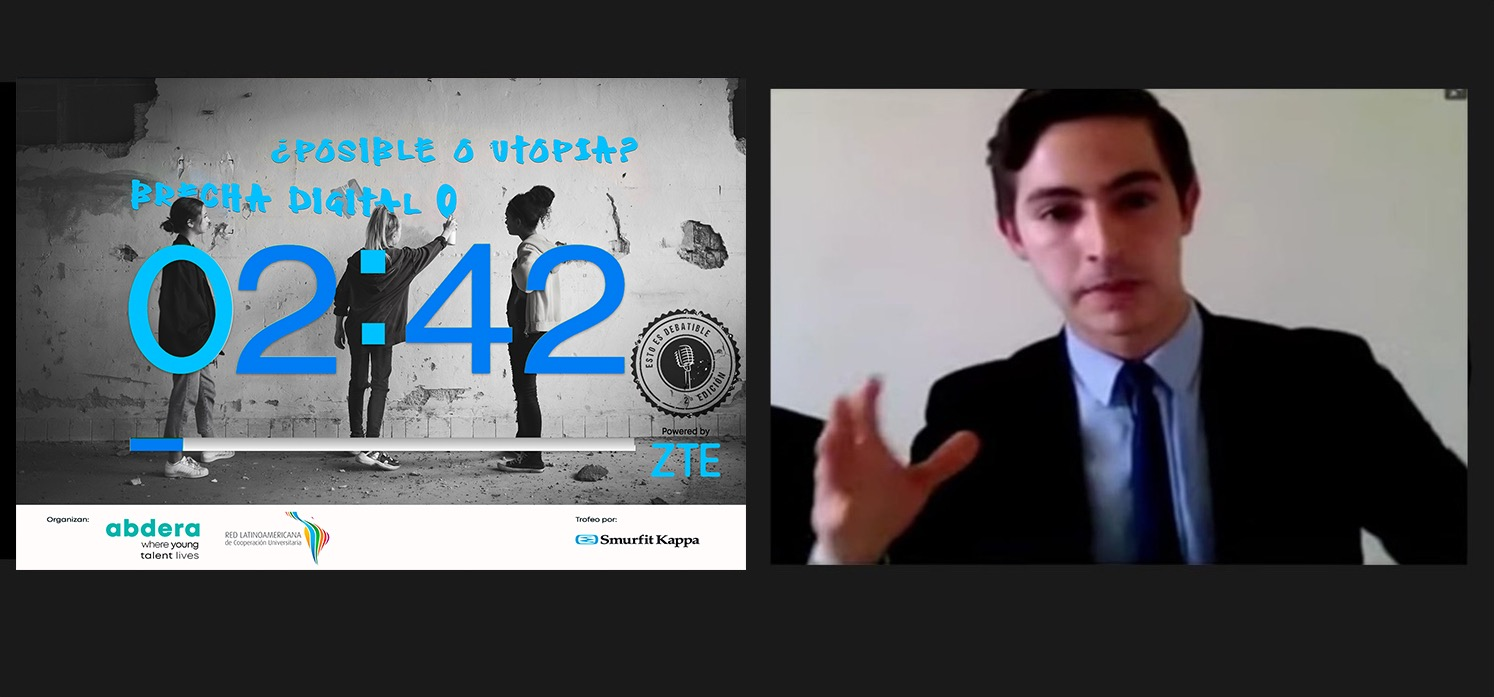 ¿POSIBLE O UTOPIA?
BRECHA DIGITAL 0
02:42
ESTO ES DEBATIBLE
2ª EDICIÓN
Powered by
ZTE
Organizan:
abdera
where young
talent lives
RED LATINOAMERICANA
de Cooperación Universitaria
Trofeo por:
Smurfit Kappa